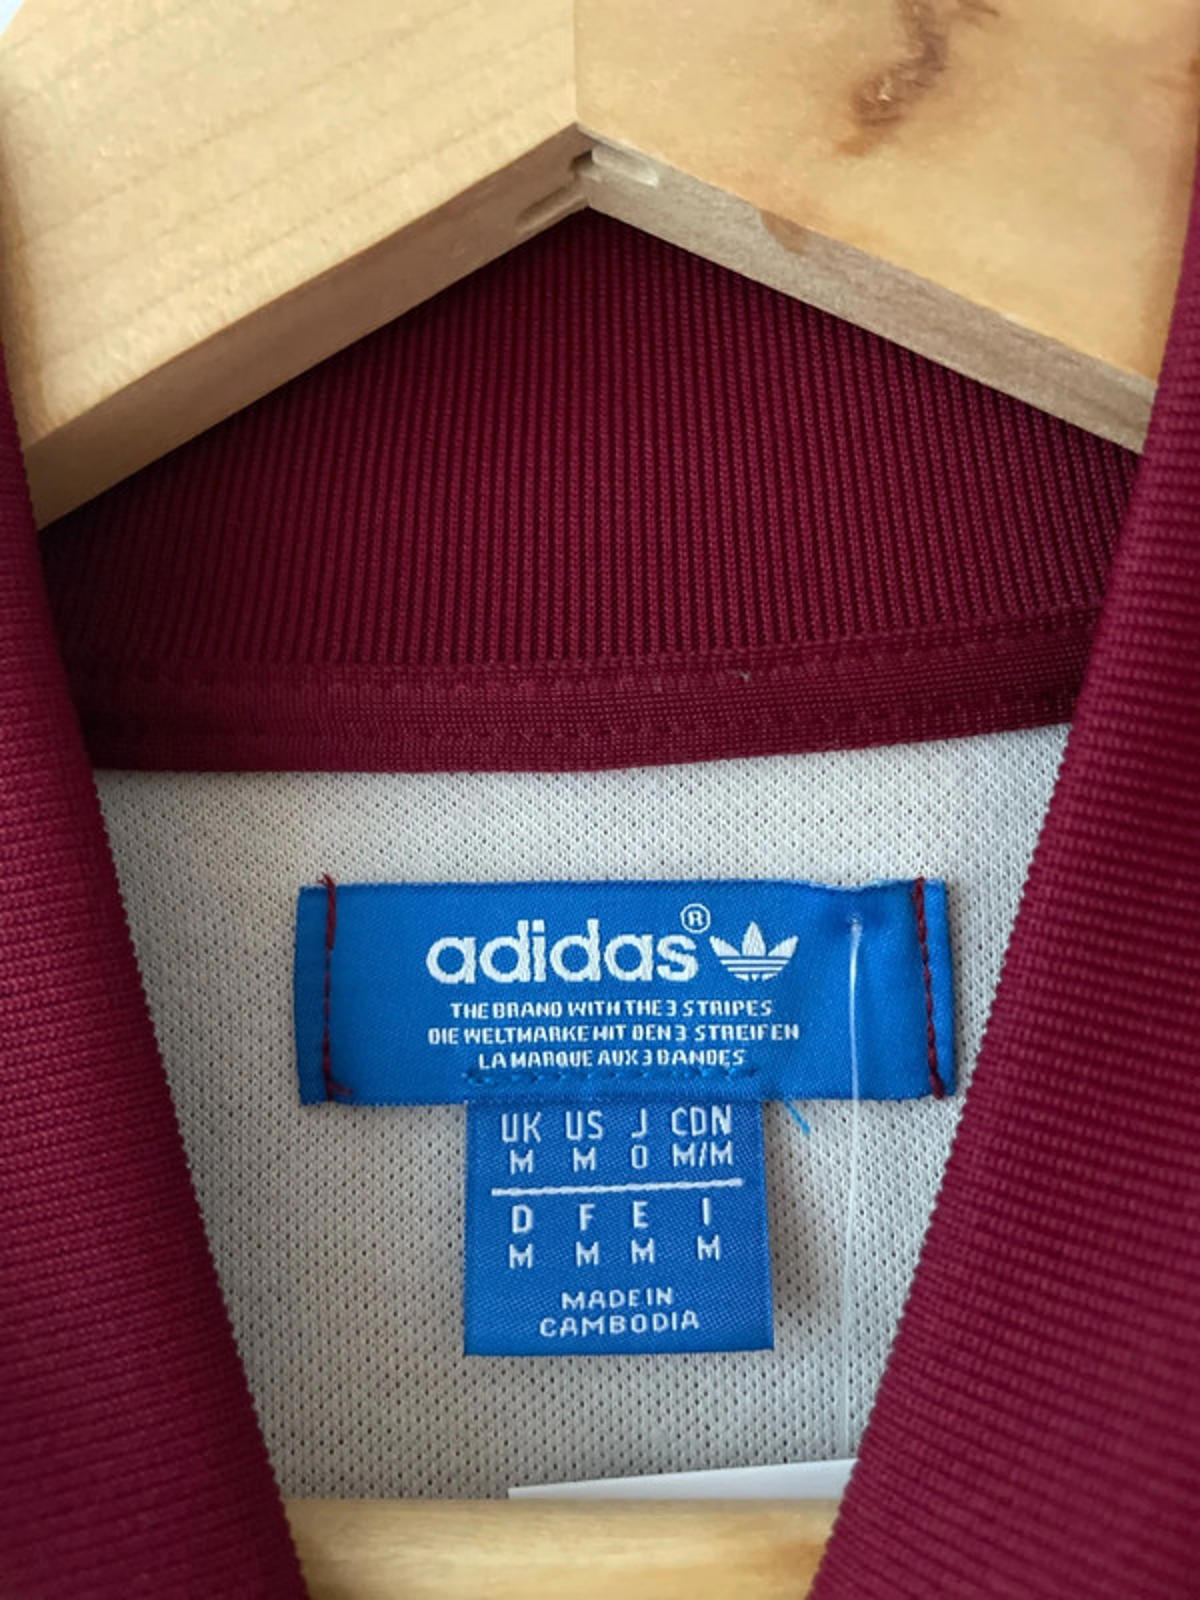 adidas®
THE BRAND WITH THE 3 STRIPES
DIE WELTMARKE MIT DEN 3 STREIFEN
LA MARQUE AUX 3 BANDES
UK US J CDN
M M O M/M
D F E I
M M M M
MADE IN
CAMBODIA